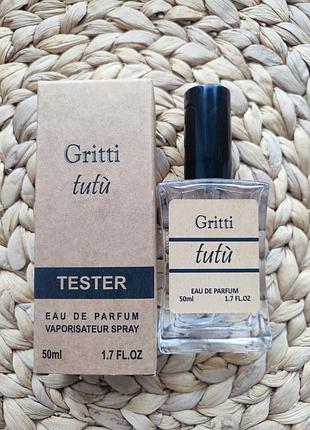 Gritti
tutù
TESTER
EAU DE PARFUM
VAPORISATEUR SPRAY
50ml 1.7 FL.OZ
Gritti
tutù
EAU DE PARFUM
50ml 1.7 FL.OZ